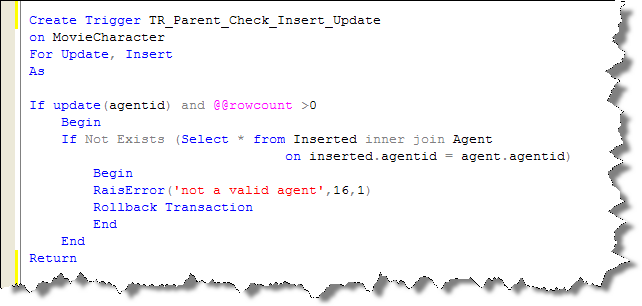 Create Trigger TR_Parent_Check_Insert_Update
on MovieCharacter
For Update, Insert
As
If update(agentid) and @@rowcount >0
Begin
If Not Exists (Select * from Inserted inner join Agent
on inserted.agentid = agent.agentid)
Begin
RaisError('not a valid agent',16,1)
Rollback Transaction
End
End
Return